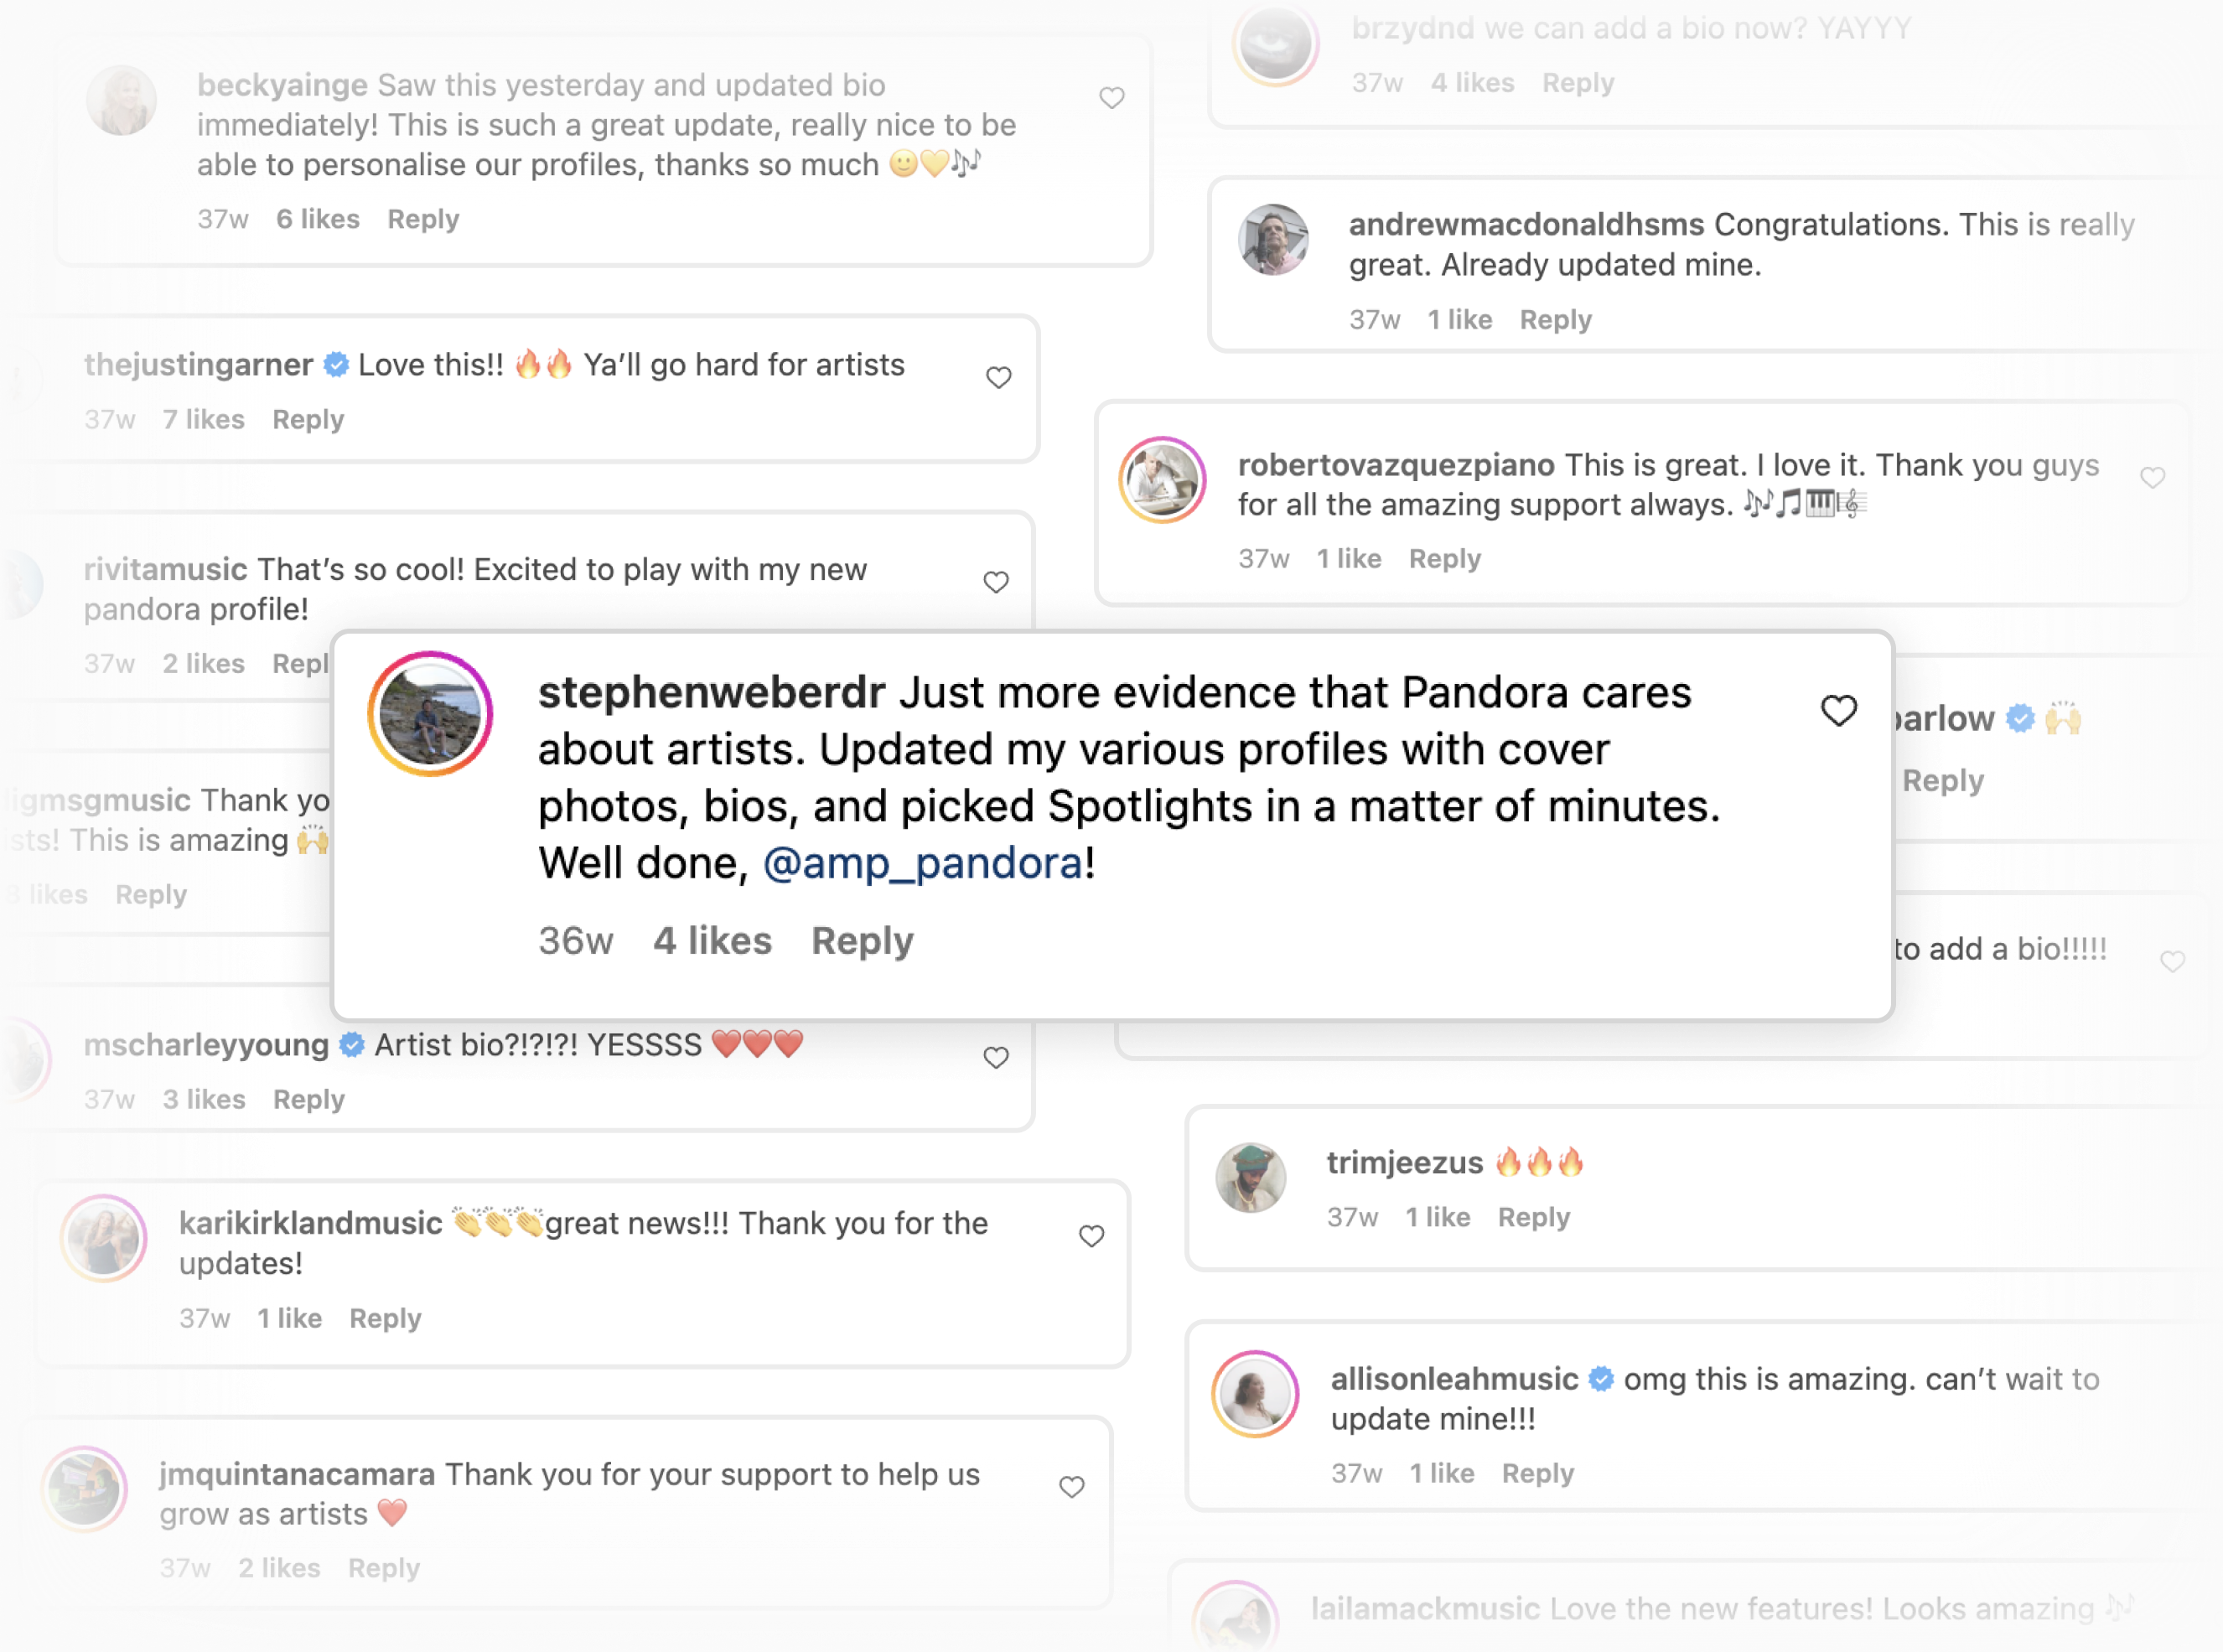 beckyainge Saw this yesterday and updated bio
immediately! This is such a great update, really nice to be
able to personalise our profiles, thanks so much 🙂💛🎶
37w 6 likes Reply
thejustingarner Love this!! 🔥🔥 Ya’ll go hard for artists
37w 7 likes Reply
rivitamusic That’s so cool! Excited to play with my new
pandora profile!
37w 2 likes Repl
igmsgmusic Thank yo
sts! This is amazing 🙌
likes Reply
mscharleyyoung Artist bio?!?!?! YESSSS ❤️❤️❤️
37w 3 likes Reply
karikirklandmusic 👏👏👏great news!!! Thank you for the
updates!
37w 1 like Reply
jmquintanacamara Thank you for your support to help us
grow as artists ❤️
37w 2 likes Reply
stephenweberdr Just more evidence that Pandora cares
about artists. Updated my various profiles with cover
photos, bios, and picked Spotlights in a matter of minutes.
Well done, @amp_pandora!
36w 4 likes Reply
brzydnd we can add a bio now? YAYYY
37w 4 likes Reply
andrewmacdonaldhsms Congratulations. This is really
great. Already updated mine.
37w 1 like Reply
robertovazquezpiano This is great. I love it. Thank you guys
for all the amazing support always. 🎶🎵🎹🎼
37w 1 like Reply
arlow 🙌
Reply
to add a bio!!!!!
trimjeezus 🔥🔥🔥
37w 1 like Reply
allisonleahmusic omg this is amazing. can’t wait to
update mine!!!
37w 1 like Reply
lailamackmusic Love the new features! Looks amazing 🎶